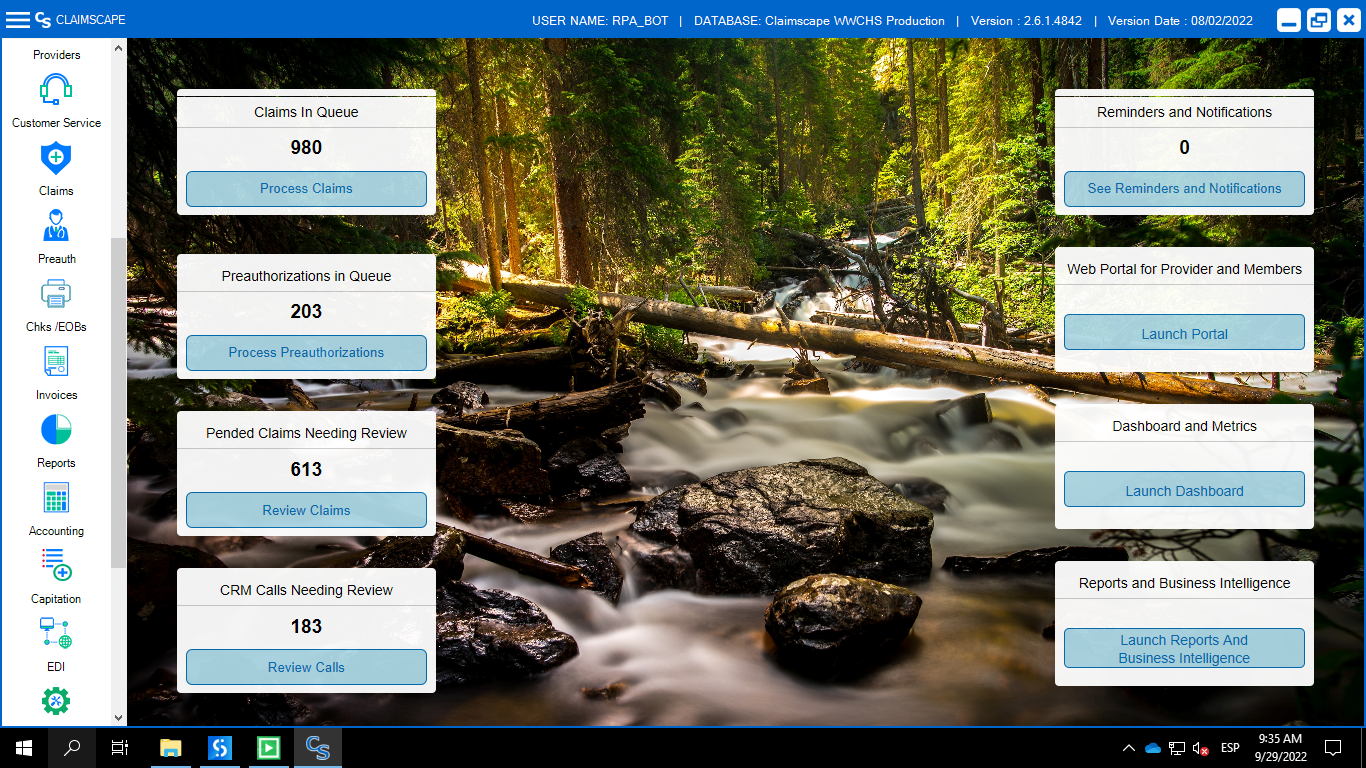 CS CLAIMSCAPE
USER NAME: RPA_BOT | DATABASE: Claimscape WWCHS Production | Version : 2.6.1.4842 | Version Date : 08/02/2022
Providers
Customer Service
Claims
Preauth
Chks /EOBs
Invoices
Reports
Accounting
Capitation
EDI
Claims In Queue
980
Process Claims
Preauthorizations in Queue
203
Process Preauthorizations
Pended Claims Needing Review
613
Review Claims
CRM Calls Needing Review
183
Review Calls
Reminders and Notifications
0
See Reminders and Notifications
Web Portal for Provider and Members
Launch Portal
Dashboard and Metrics
Launch Dashboard
Reports and Business Intelligence
Launch Reports And
Business Intelligence
CS
ESP
9:35 AM
9/29/2022